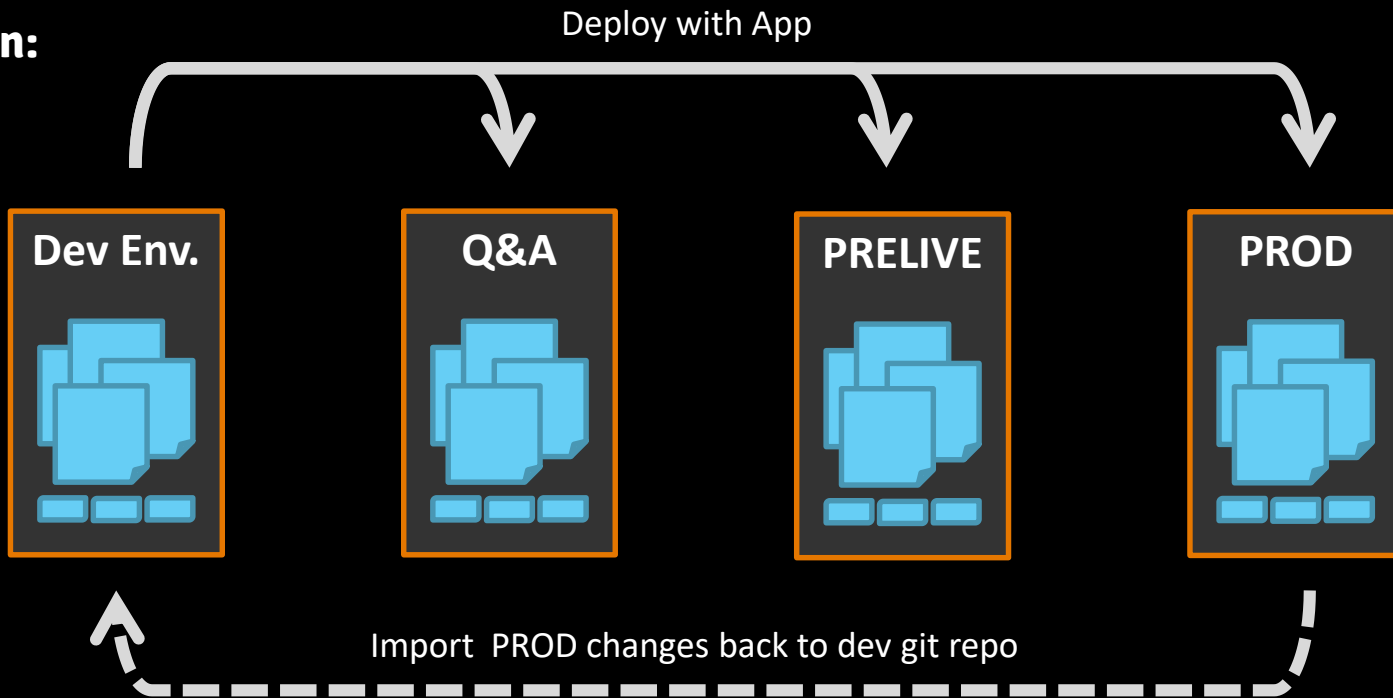 n:
Deploy with App
Dev Env.
Q&A
PRELIVE
PROD
Import  PROD changes back to dev git repo